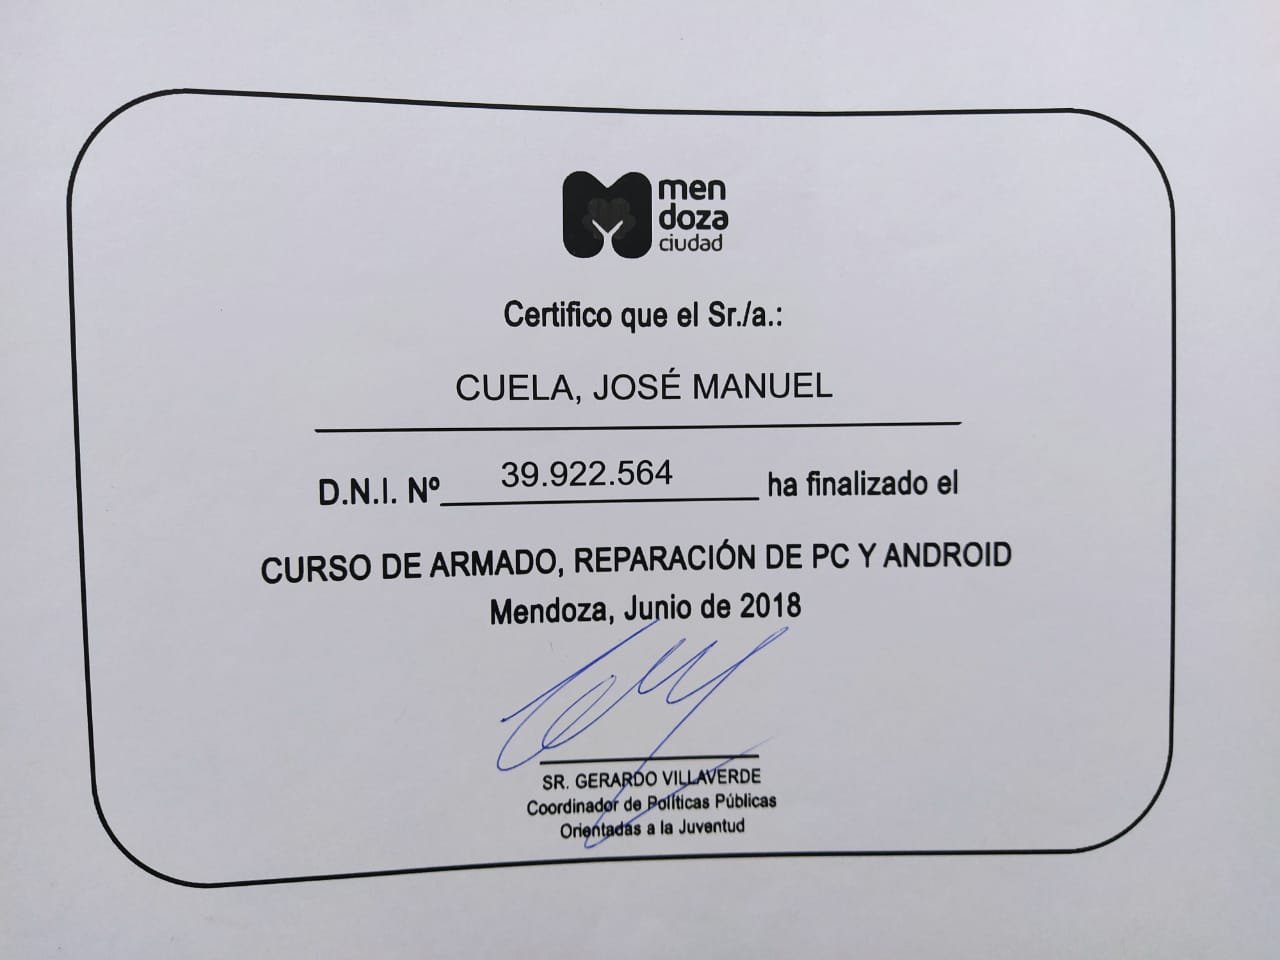 men
doza
ciudad
Certifico que el Sr./a.:
CUELA, JOSÉ MANUEL
D.N.I. Nº 39.922.564 ha finalizado el
CURSO DE ARMADO, REPARACIÓN DE PC Y ANDROID
Mendoza, Junio de 2018
SR. GERARDO VILLAVERDE
Coordinador de Políticas Públicas
Orientadas a la Juventud